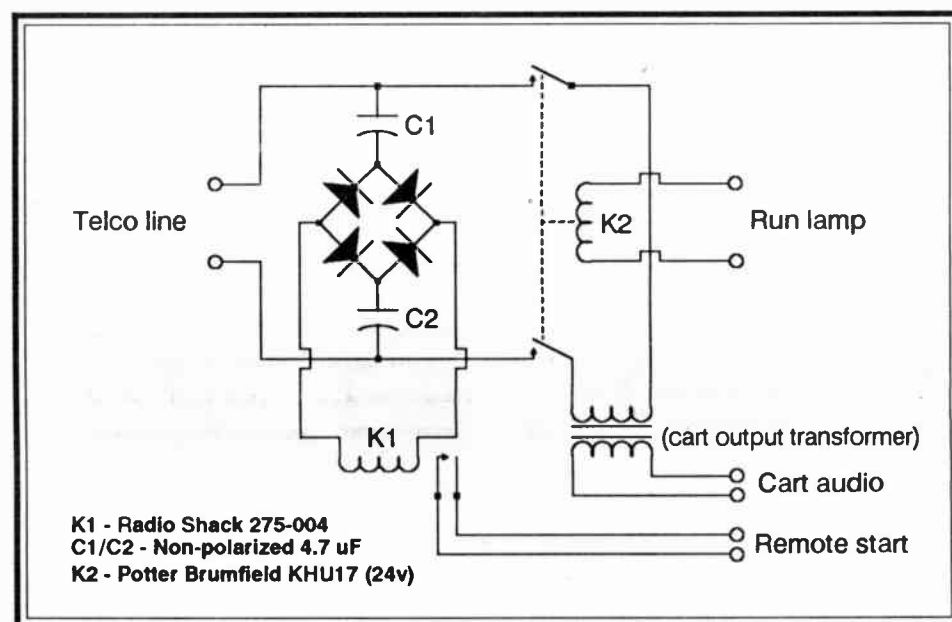 C1
Telco line
K2
Run lamp
C2
K1
(cart output transformer)
Cart audio
Remote start
K1 - Radio Shack 275-004
C1/C2 - Non-polarized 4.7 uF
K2 - Potter Brumfield KHU17 (24v)